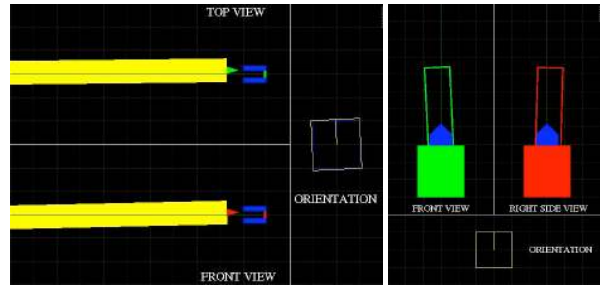 TOP VIEW
ORIENTATION
FRONT VIEW
FRONT VIEW
RIGHT SIDE VIEW
ORIENTATION